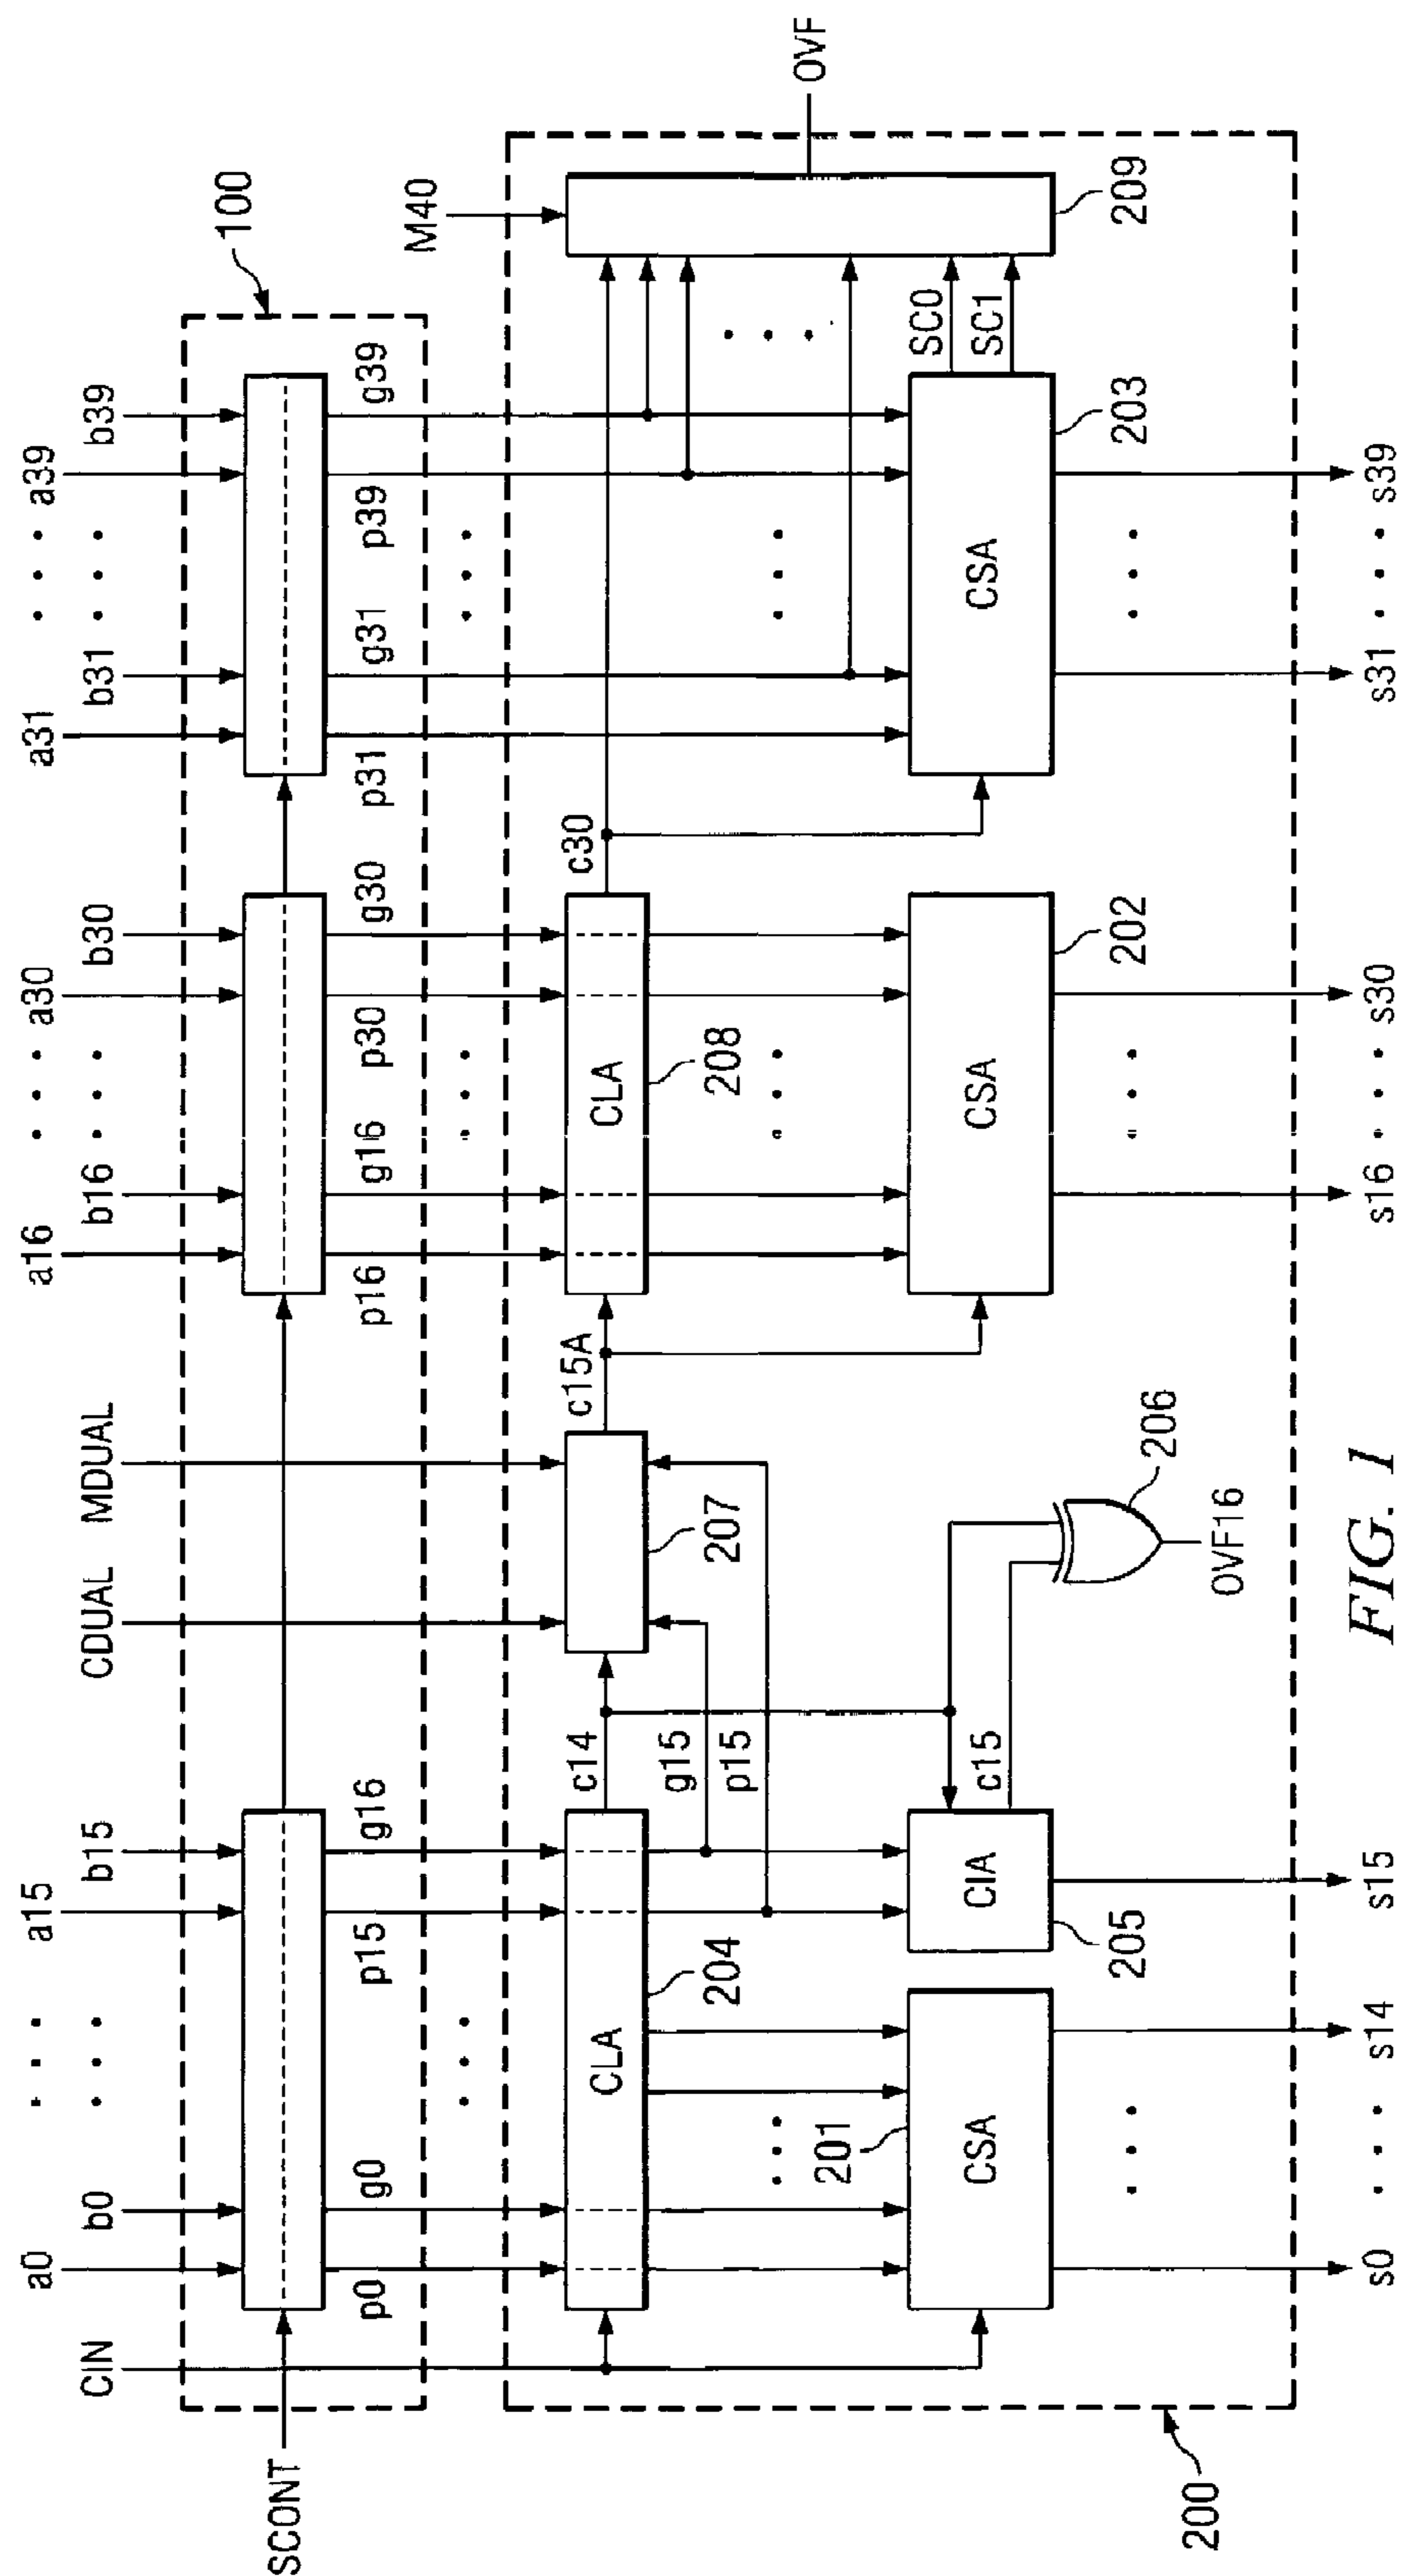 a0 . . . a15 a16 . . . a30 a31 . . . a39
CIN b0 . . . b15 CDUAL MDUAL b16 . . . b30 b31 . . . b39
100
SCONT
p0 g0 p15 g16 p16 g16 p30 g30 p31 g31 p39 g39
M40
CLA c14 c15A CLA c30
204 207 208
g15
p15
OVF
SC0
SC1
201
CSA CIA c15 CSA CSA
205 206 202 203 209
OVF16
200
s0 . . . s14 s15 s16 . . . s30 s31 . . . s39
FIG. 1